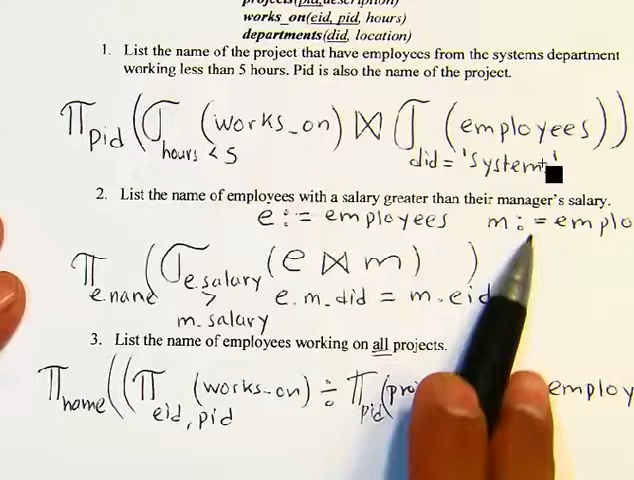 projects(pid,description)
works_on(eid, pid, hours)
departments(did, location)
1. List the name of the project that have employees from the systems department
working less than 5 hours. Pid is also the name of the project.
π pid (σ hours < 5 (works_on) ⋈ σ did = 'system' (employees))
2. List the name of employees with a salary greater than their manager's salary.
e := employees m := emplo
π e.name (σ e.salary > m.salary (e ⋈ e.m_did = m.eid m) )
3. List the name of employees working on all projects.
π name ((π eid, pid (works_on) ÷ π pid (pro employ